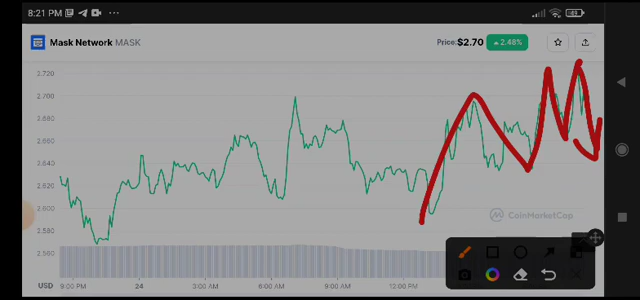 8:21 PM
Mask Network MASK
Price:$2.70 ▲2.48%
2.720
2.700
2.680
2.660
2.640
2.620
2.600
2.580
2.560
CoinMarketCap
USD 9:00 PM 24 3:00 AM 6:00 AM 9:00 AM 12:00 PM